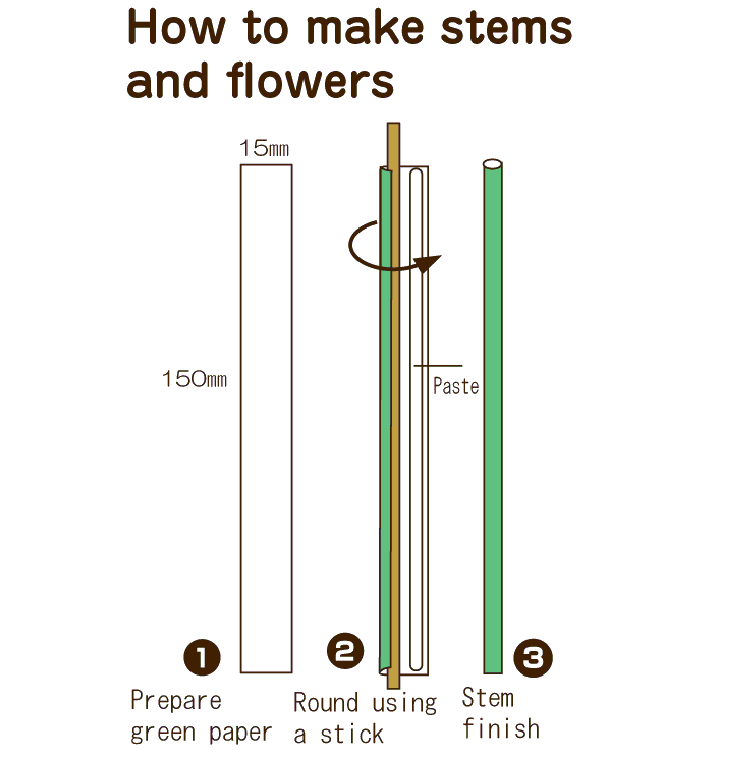 How to make stems
and flowers
15mm
150mm
Paste
1
Prepare
green paper
2
Round using
a stick
3
Stem
finish